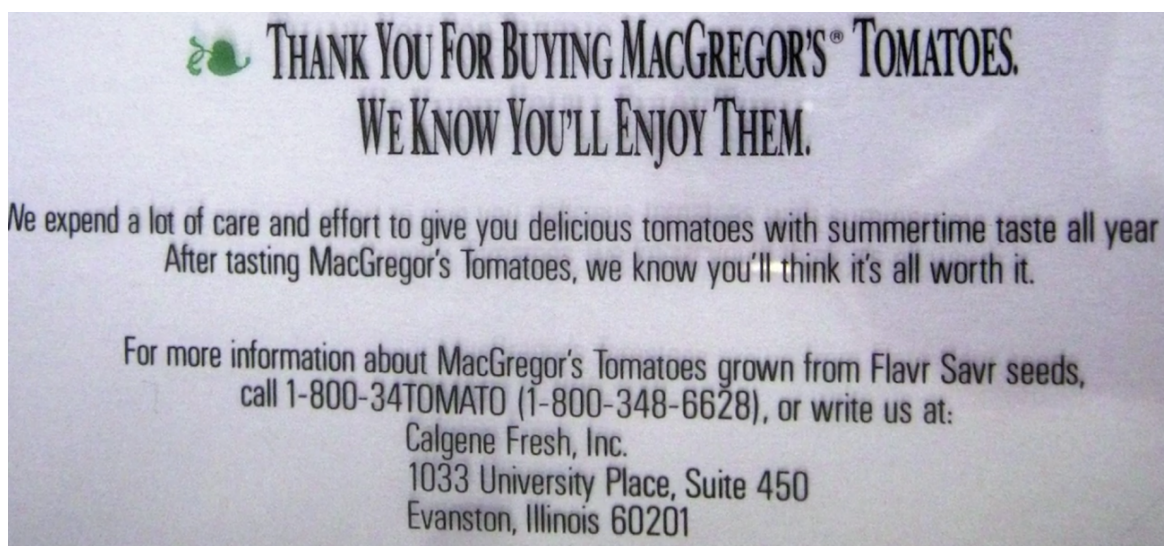 THANK YOU FOR BUYING MACGREGOR'S® TOMATOES.
WE KNOW YOU'LL ENJOY THEM.
We expend a lot of care and effort to give you delicious tomatoes with summertime taste all year
After tasting MacGregor's Tomatoes, we know you'll think it's all worth it.
For more information about MacGregor's Tomatoes grown from Flavr Savr seeds,
call 1-800-34TOMATO (1-800-348-6628), or write us at:
Calgene Fresh, Inc.
1033 University Place, Suite 450
Evanston, Illinois 60201